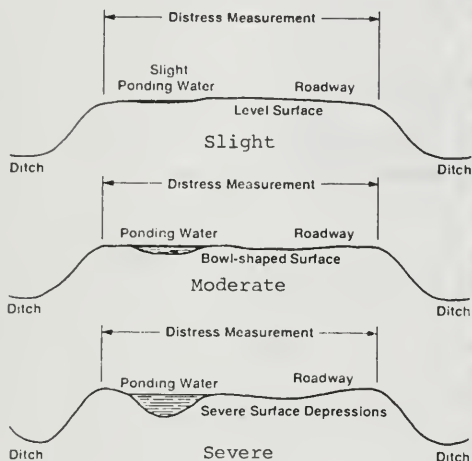 Distress Measurement
Slight
Ponding Water
Roadway
Level Surface
Slight
Ditch
Ditch
Distress Measurement
Ponding Water
Roadway
Bowl-shaped Surface
Moderate
Ditch
Ditch
Distress Measurement
Ponding Water
Roadway
Severe Surface Depressions
Ditch
Severe
Ditch